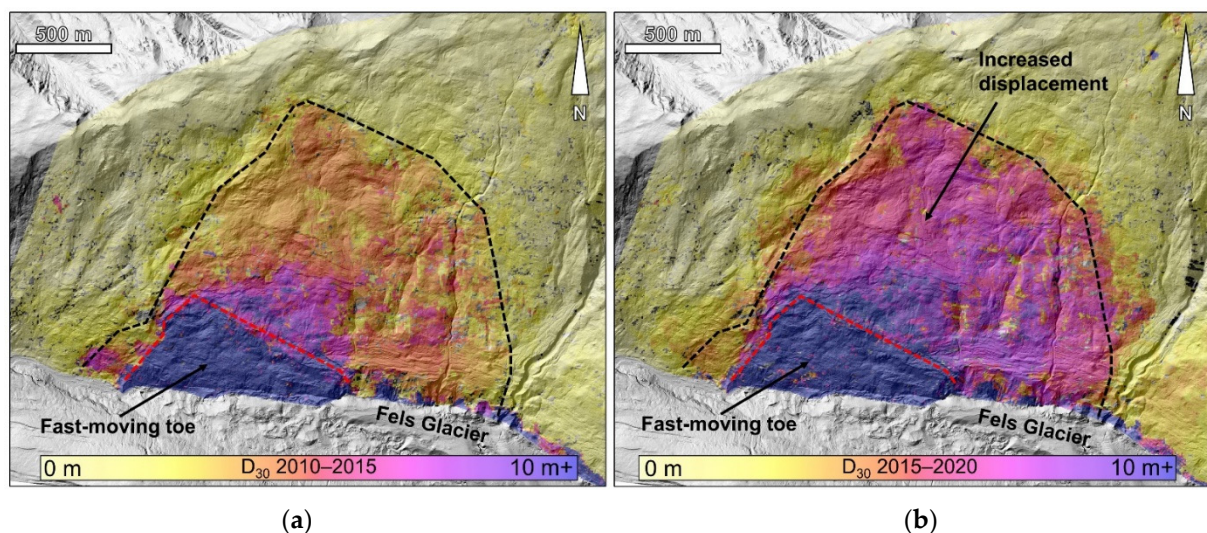 500 m
N
Fast-moving toe
Fels Glacier
0 m
D30 2010–2015
10 m+
(a)
500 m
Increased
displacement
N
Fast-moving toe
Fels Glacier
0 m
D30 2015–2020
10 m+
(b)